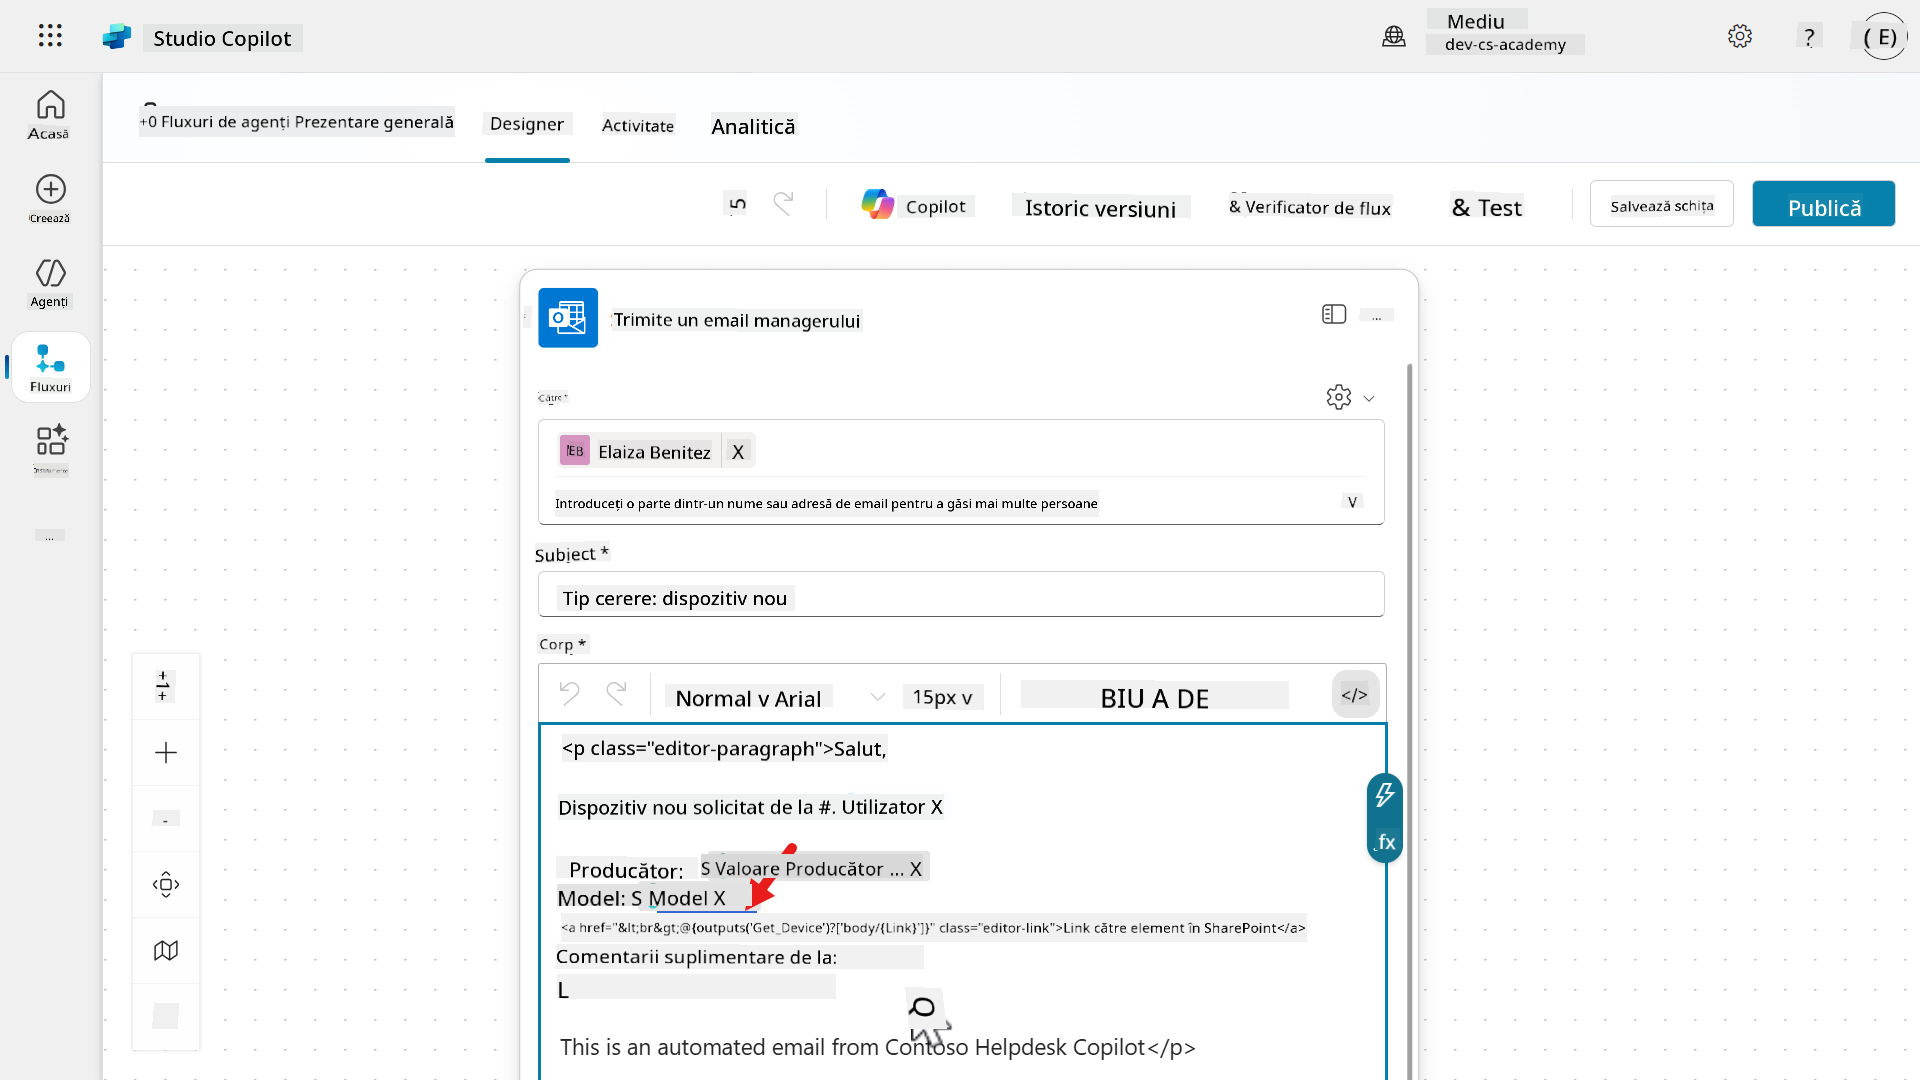 Studio Copilot
Mediu
dev-cs-academy
?
( E)
Acasă
Creează
Agenți
Fluxuri
...
+0 Fluxuri de agenți Prezentare generală
Designer
Activitate
Analitică
5
Copilot
Istoric versiuni
& Verificator de flux
& Test
Salvează schița
Publică
Trimite un email managerului
...
Către *
EB Elaiza Benitez X
Introduceți o parte dintr-un nume sau adresă de email pentru a găsi mai multe persoane
V
Subject *
Tip cerere: dispozitiv nou
Corp *
Normal v Arial
15px v
BIU A DE
</>
<p class="editor-paragraph">Salut,
Dispozitiv nou solicitat de la #. Utilizator X
Producător: S Valoare Producător ... X
Model: S Model X
<a href="&lt;br&gt;@{outputs('Get_Device')?['body/{Link}']}" class="editor-link">Link către element în SharePoint</a>
Comentarii suplimentare de la:
L
This is an automated email from Contoso Helpdesk Copilot</p>
fx